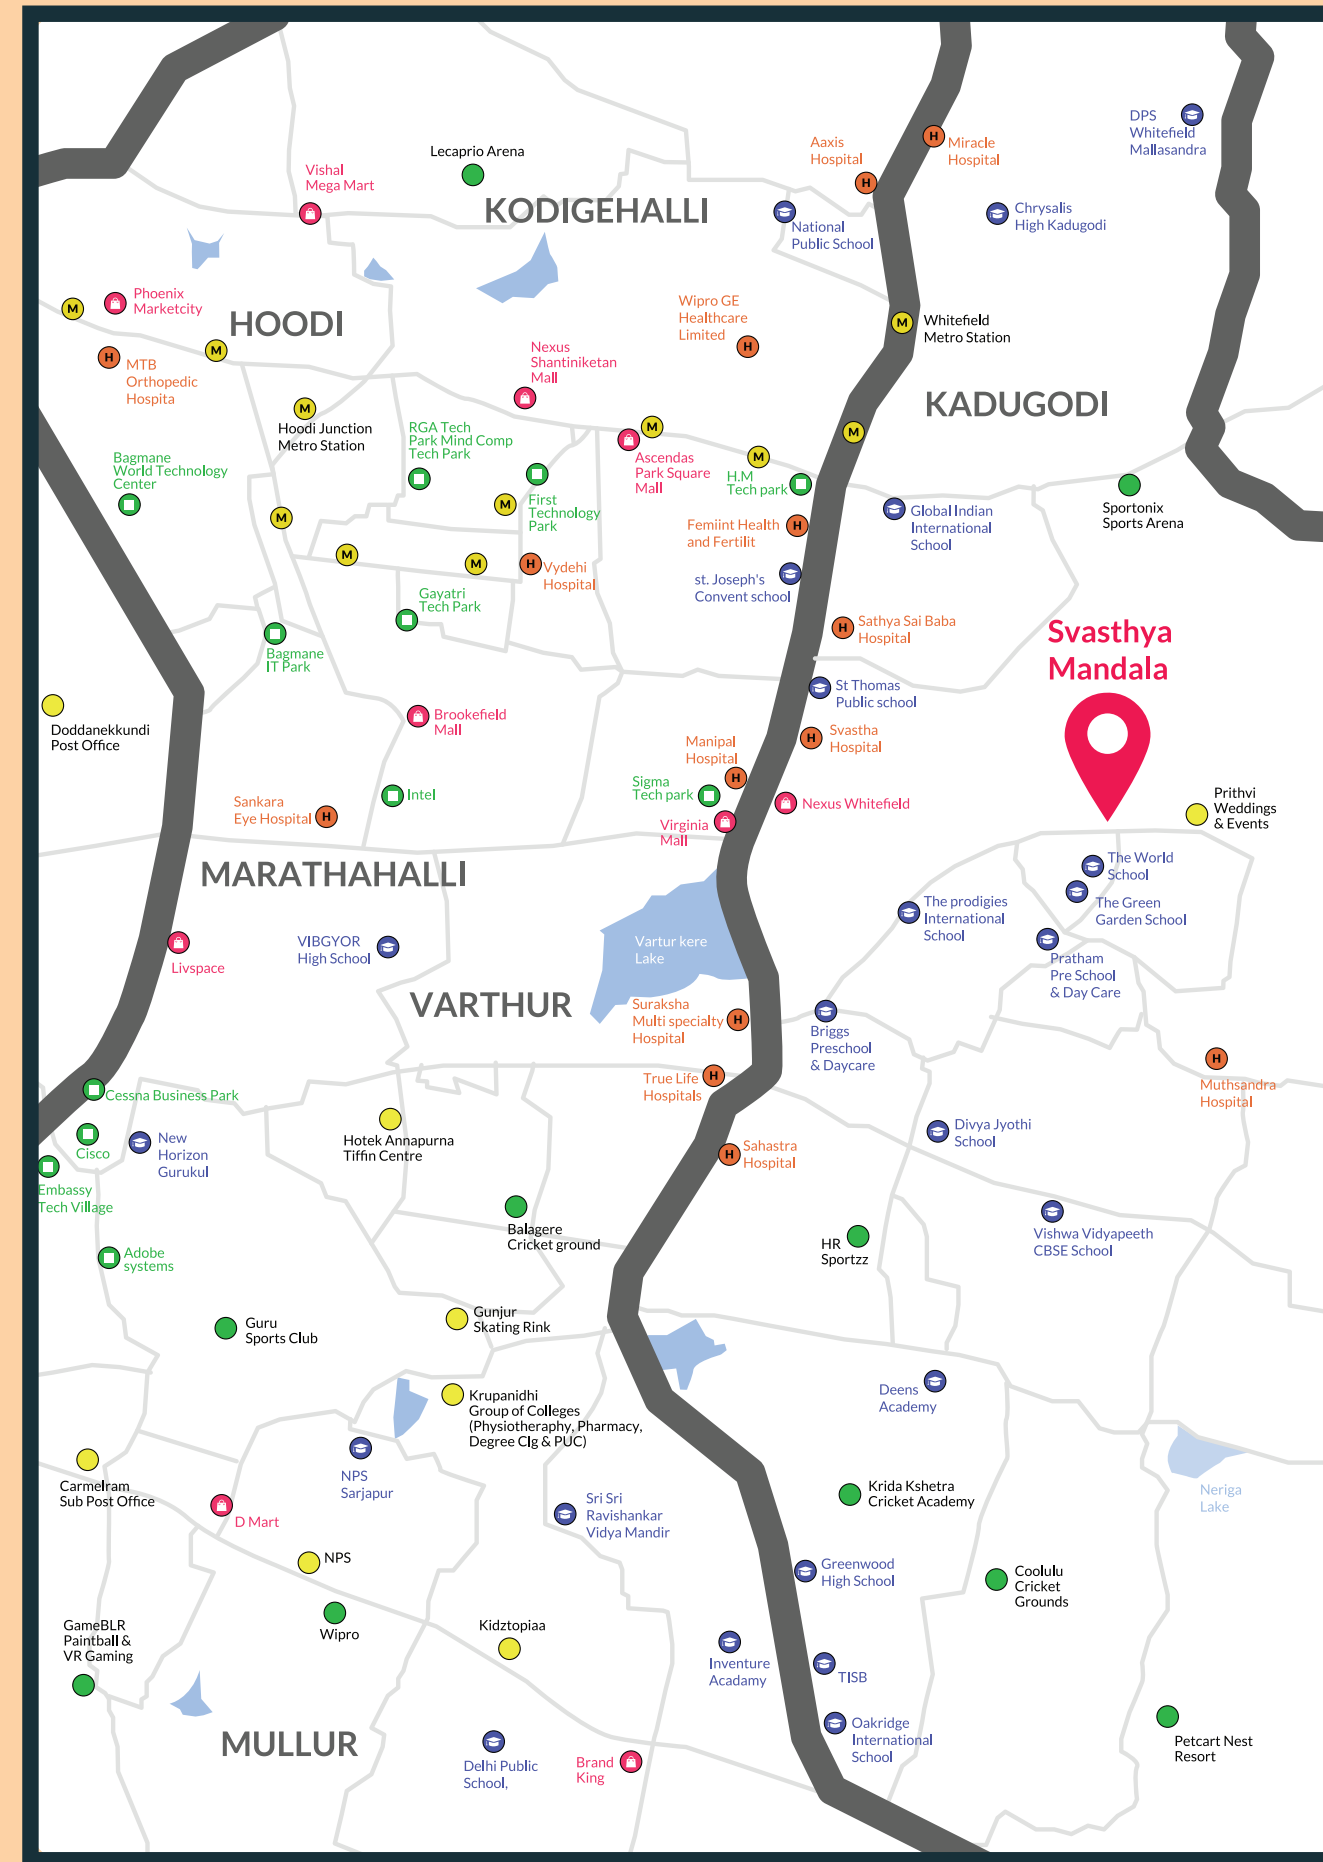 DPS
Whitefield
Mallasandra
Aaxis
Hospital
H
H
Miracle
Hospital
Lecaprio Arena
Vishal
Mega Mart
KODIGEHALLI
National
Public School
Chrysalis
High Kadugodi
Phoenix
Marketcity
M
HOODI
Wipro GE
Healthcare
Limited
H
M
Whitefield
Metro Station
M
H
MTB
Orthopedic
Hospita
Nexus
Shantiniketan
Mall
KADUGODI
M
Hoodi Junction
Metro Station
RGA Tech
Park Mind Comp
Tech Park
M
M
Ascendas
Park Square
Mall
M
H.M
Tech park
Bagmane
World Technology
Center
M
First
Technology
Park
M
Femiint Health
and Fertilit
H
Global Indian
International
School
Sportonix
Sports Arena
M
M
H
Vydehi
Hospital
st. Joseph's
Convent school
Gayatri
Tech Park
H
Sathya Sai Baba
Hospital
Svasthya
Mandala
Bagmane
IT Park
St Thomas
Public school
Doddanekkundi
Post Office
Brookefield
Mall
H
Svastha
Hospital
Manipal
Hospital
H
Sigma
Tech park
Intel
Sankara
Eye Hospital
H
Nexus Whitefield
Virginia
Mall
Prithvi
Weddings
& Events
MARATHAHALLI
The World
School
The Green
Garden School
The prodigies
International
School
VIBGYOR
High School
Vartur kere
Lake
Livspace
Pratham
Pre School
& Day Care
VARTHUR
Suraksha
Multi specialty
Hospital
H
Briggs
Preschool
& Daycare
True Life
Hospitals
H
H
Muthsandra
Hospital
Cessna Business Park
Cisco
New
Horizon
Gurukul
Hotek Annapurna
Tiffin Centre
Divya Jyothi
School
H
Sahastra
Hospital
Embassy
Tech Village
Balagere
Cricket ground
Vishwa Vidyapeeth
CBSE School
HR
Sportzz
Adobe
systems
Guru
Sports Club
Gunjur
Skating Rink
Krupanidhi
Group of Colleges
(Physiotheraphy, Pharmacy,
Degree Clg & PUC)
Deens
Academy
NPS
Sarjapur
Carmelram
Sub Post Office
D Mart
Sri Sri
Ravishankar
Vidya Mandir
Krida Kshetra
Cricket Academy
Neriga
Lake
NPS
Greenwood
High School
Coolulu
Cricket
Grounds
GameBLR
Paintball &
VR Gaming
Wipro
Kidztopiaa
Inventure
Acadamy
TISB
MULLUR
Oakridge
International
School
Petcart Nest
Resort
Delhi Public
School,
Brand
King